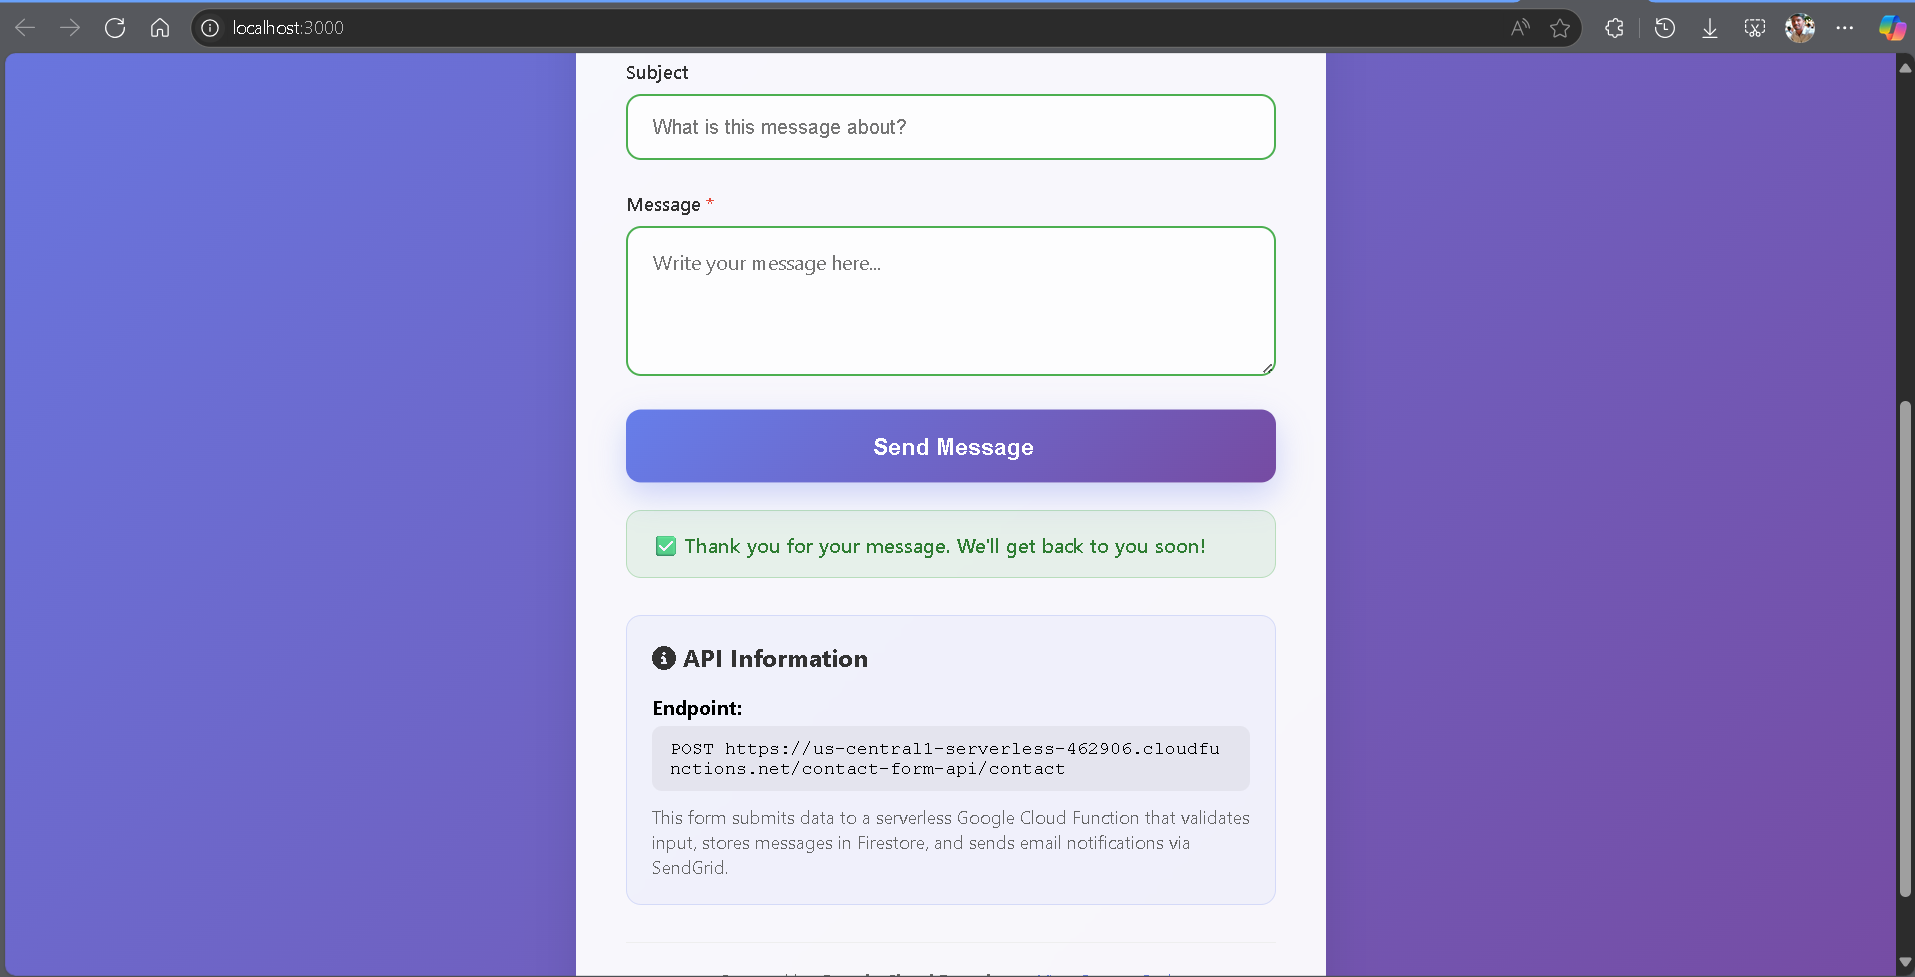 localhost:3000
Subject
What is this message about?
Message *
Write your message here...
Send Message
✅ Thank you for your message. We'll get back to you soon!
API Information
Endpoint:
POST https://us-central1-serverless-462906.cloudfu
nctions.net/contact-form-api/contact
This form submits data to a serverless Google Cloud Function that validates
input, stores messages in Firestore, and sends email notifications via
SendGrid.